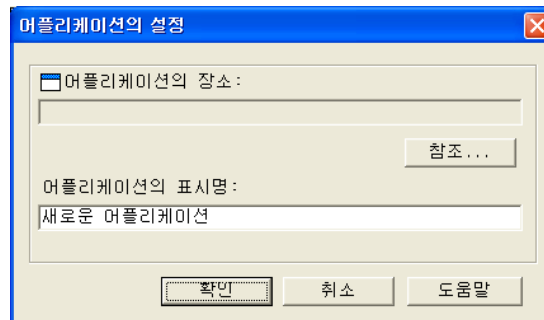 어플리케이션의 설정
어플리케이션의 장소:
참조...
어플리케이션의 표시명:
새로운 어플리케이션
확인 취소 도움말